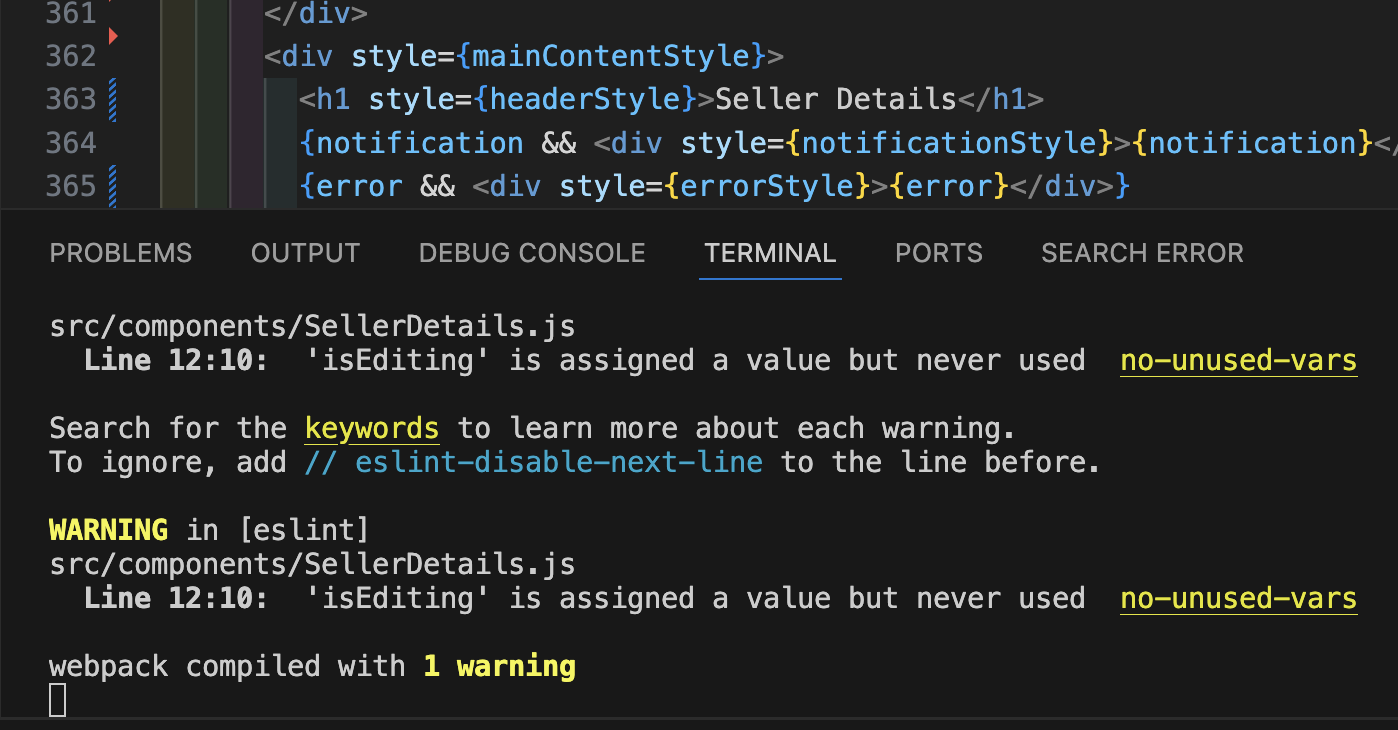 361 </div>
362 <div style={mainContentStyle}>
363 <h1 style={headerStyle}>Seller Details</h1>
364 {notification && <div style={notificationStyle}>{notification}</
365 {error && <div style={errorStyle}>{error}</div>}
PROBLEMS OUTPUT DEBUG CONSOLE TERMINAL PORTS SEARCH ERROR
src/components/SellerDetails.js
Line 12:10: 'isEditing' is assigned a value but never used no-unused-vars
Search for the keywords to learn more about each warning.
To ignore, add // eslint-disable-next-line to the line before.
WARNING in [eslint]
src/components/SellerDetails.js
Line 12:10: 'isEditing' is assigned a value but never used no-unused-vars
webpack compiled with 1 warning